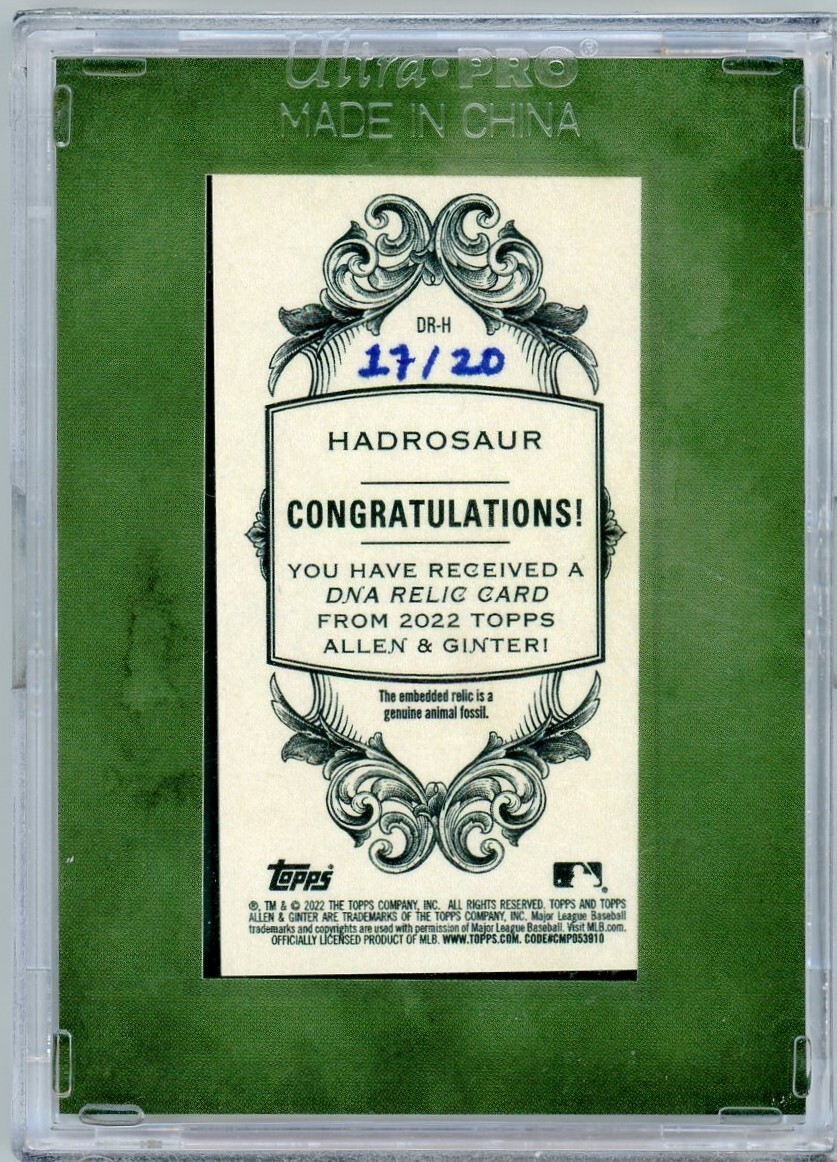 Ultra•PRO®
MADE IN CHINA
DR-H
17/20
HADROSAUR
CONGRATULATIONS!
YOU HAVE RECEIVED A
DNA RELIC CARD
FROM 2022 TOPPS
ALLEN & GINTER!
The embedded relic is a
genuine animal fossil.
Topps®
®, TM & © 2022 THE TOPPS COMPANY, INC. ALL RIGHTS RESERVED. TOPPS AND TOPPS
ALLEN & GINTER ARE TRADEMARKS OF THE TOPPS COMPANY, INC. Major League Baseball
trademarks and copyrights are used with permission of Major League Baseball. Visit MLB.com.
OFFICIALLY LICENSED PRODUCT OF MLB. WWW.TOPPS.COM. CODE#CMPD53910